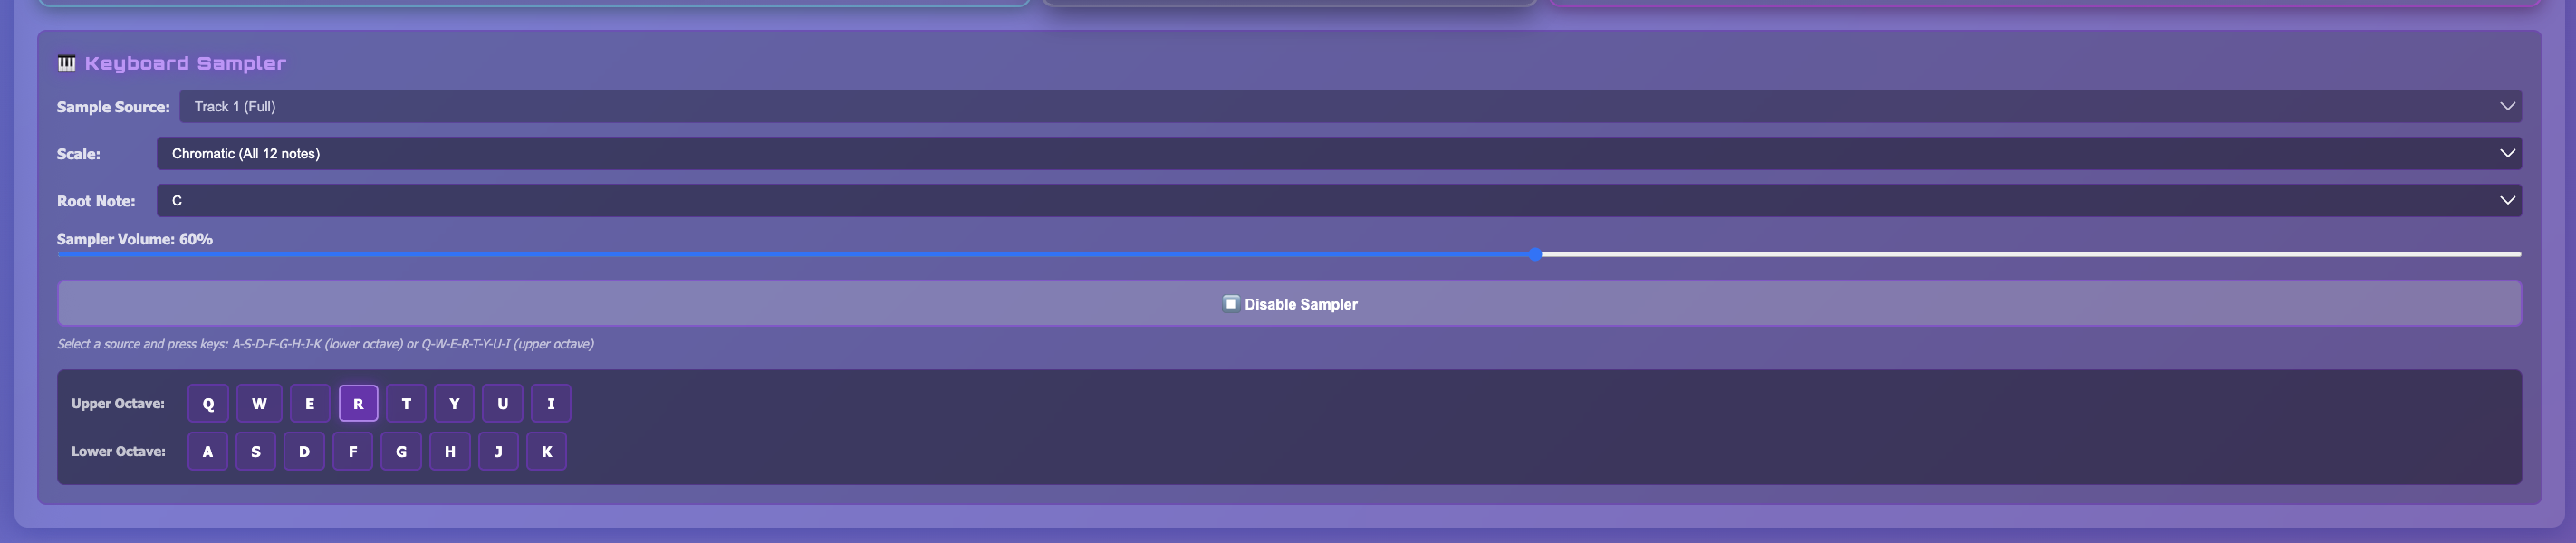 Keyboard Sampler
Sample Source: Track 1 (Full)
Scale: Chromatic (All 12 notes)
Root Note: C
Sampler Volume: 60%
Disable Sampler
Select a source and press keys: A-S-D-F-G-H-J-K (lower octave) or Q-W-E-R-T-Y-U-I (upper octave)
Upper Octave: Q W E R T Y U I
Lower Octave: A S D F G H J K